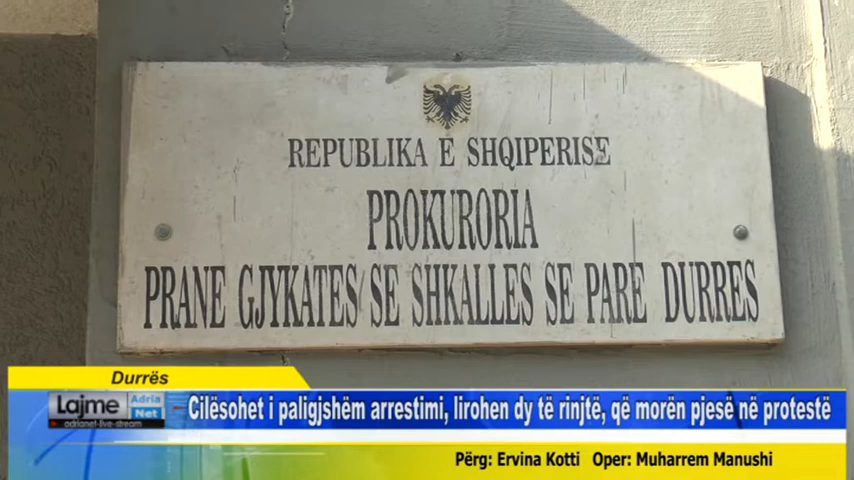 REPUBLIKA E SHQIPERISE
PROKURORIA
PRANE GJYKATES SE SHKALLES SE PARE DURRES
Durrës
Lajme Adria Net
adrianet-live-stream
Cilësohet i paligjshëm arrestimi, lirohen dy të rinjtë, që morën pjesë në protestë
Përg: Ervina Kotti Oper: Muharrem Manushi